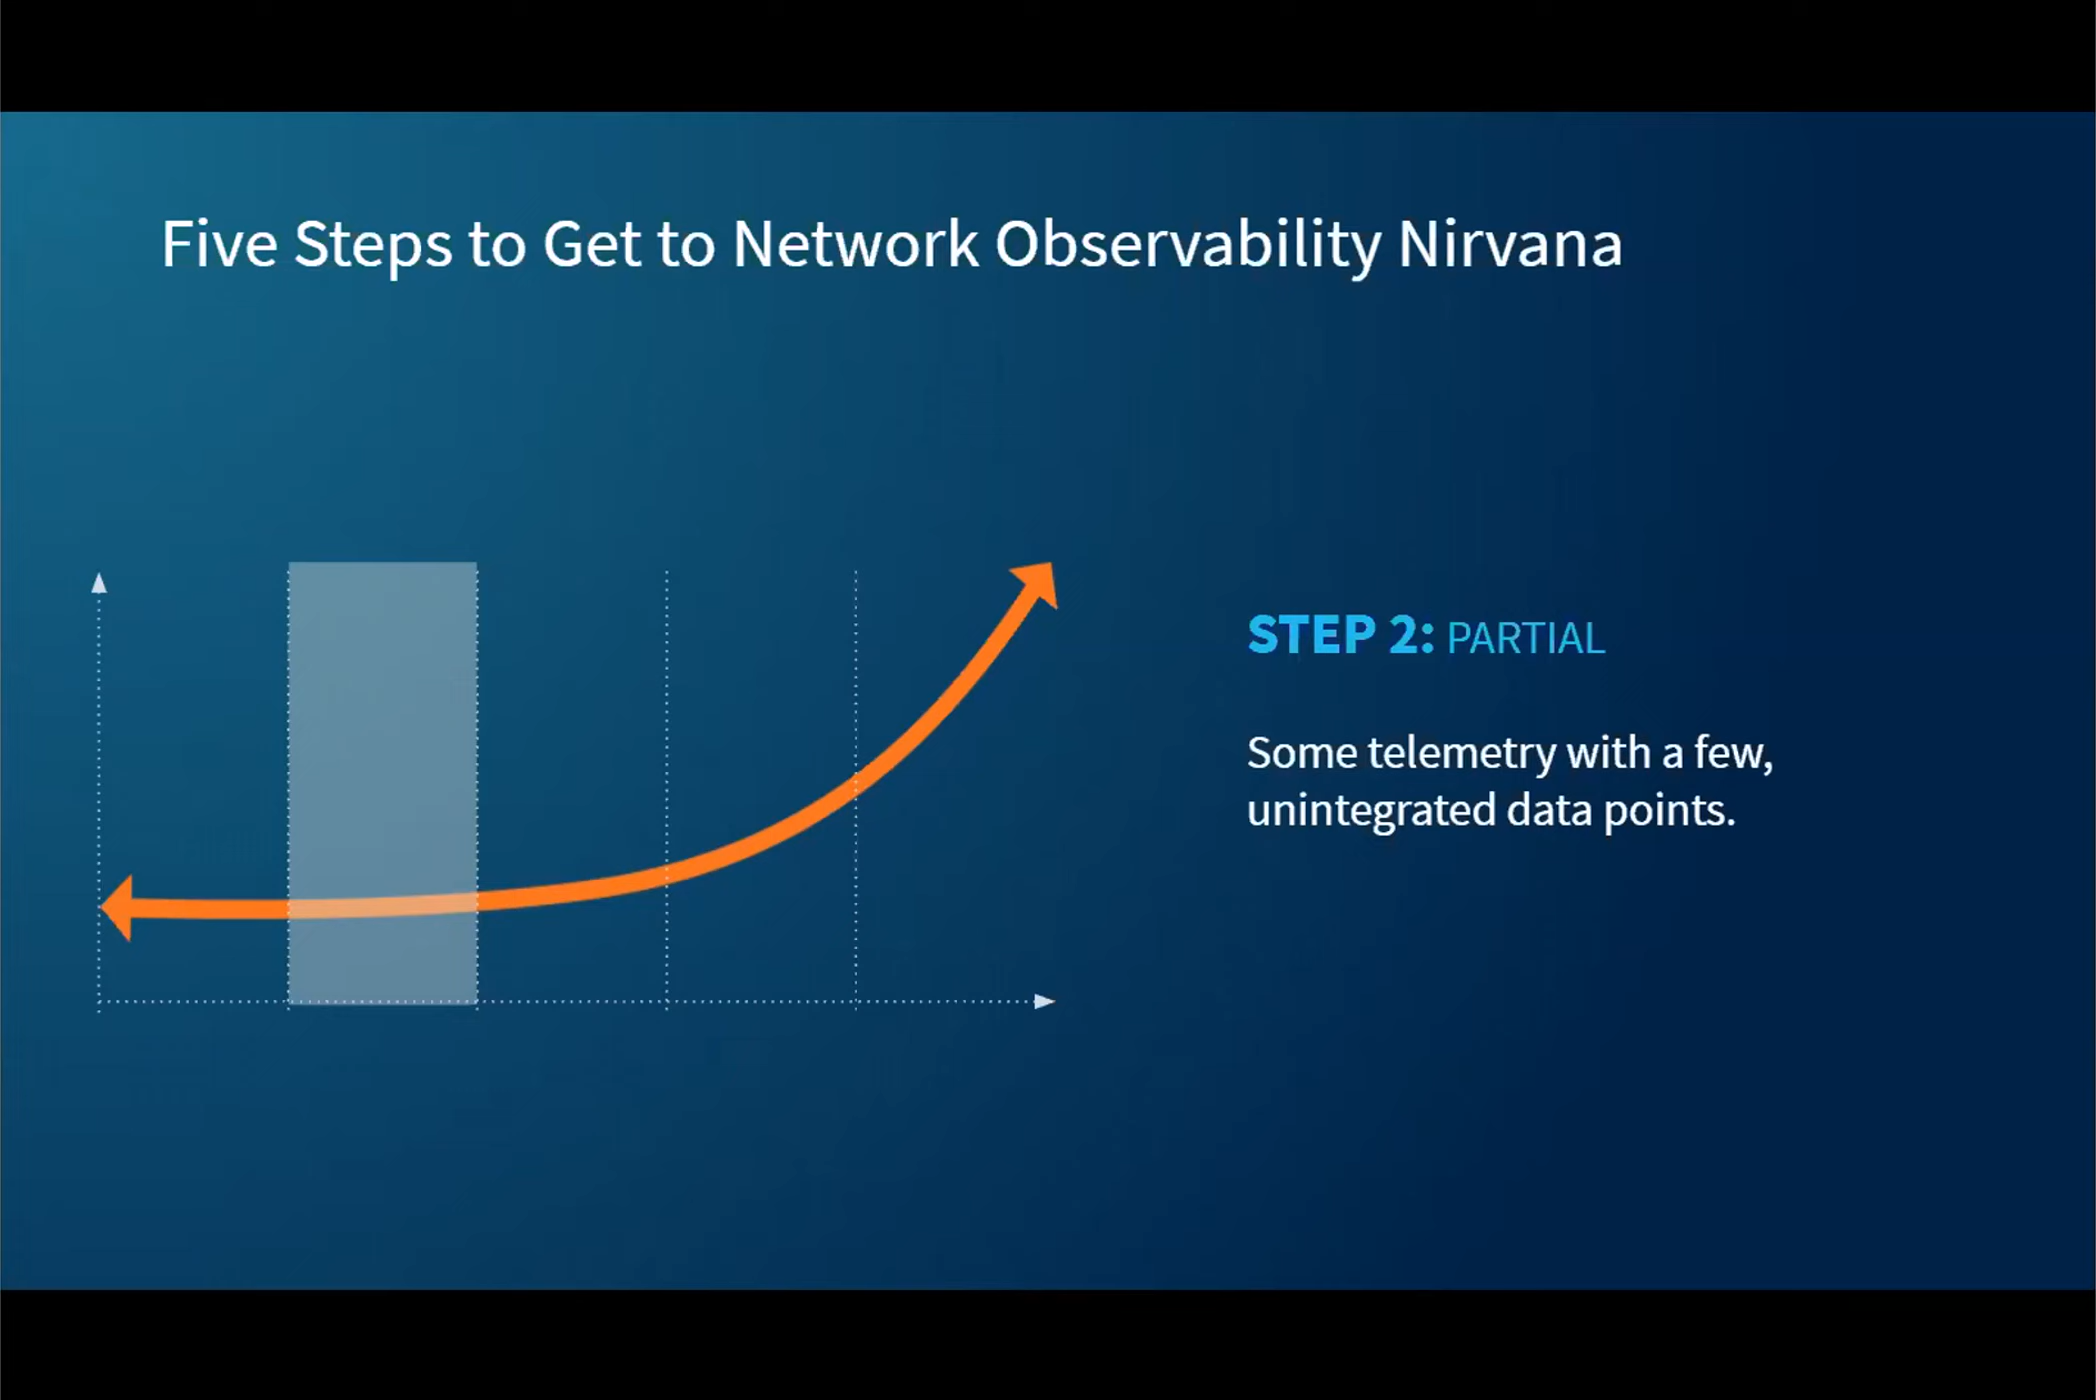 Five Steps to Get to Network Observability Nirvana
STEP 2: PARTIAL
Some telemetry with a few,
unintegrated data points.